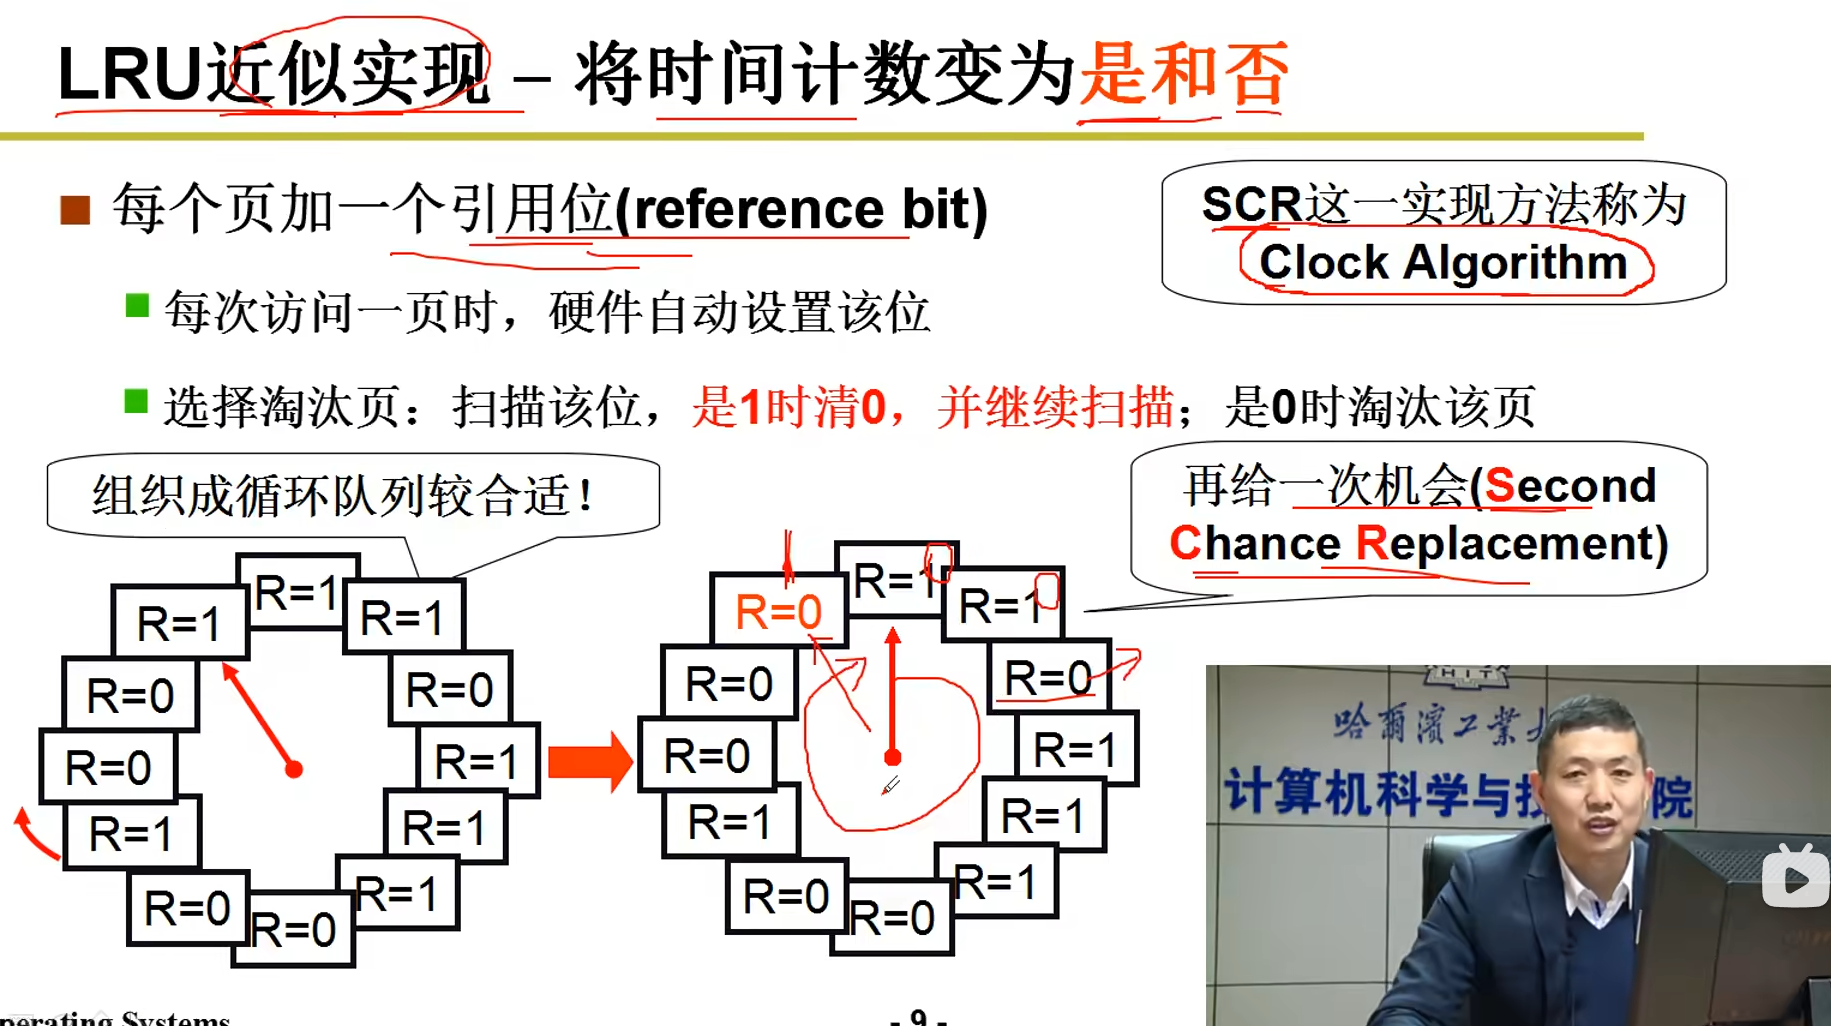 LRU近似实现 – 将时间计数变为是和否
每个页加一个引用位(reference bit)
SCR这一实现方法称为
Clock Algorithm
每次访问一页时，硬件自动设置该位
选择淘汰页：扫描该位，是1时清0，并继续扫描；是0时淘汰该页
组织成循环队列较合适！
再给一次机会(Second
Chance Replacement)
R=1
R=1
R=1
R=0
R=0
R=0
R=1
R=1
R=1
R=0
R=0
R=1
R=1
R=0
R=1
R=0
R=0
R=0
R=1
R=1
R=1
R=0
R=0
R=1
HIT
哈爾濱工業
计算机科学与技 院
perating Systems
- 9 -